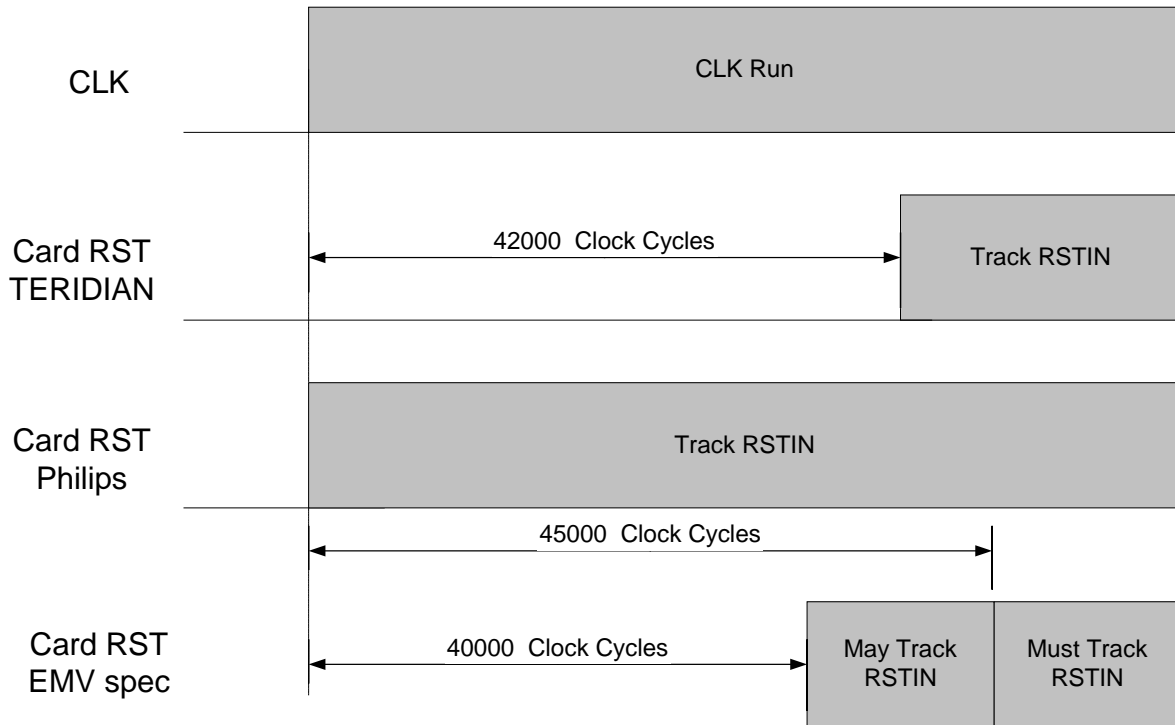 CLK
CLK Run
Card RST
TERIDIAN
42000 Clock Cycles
Track RSTIN
Card RST
Philips
Track RSTIN
45000 Clock Cycles
Card RST
EMV spec
40000 Clock Cycles
May Track
RSTIN
Must Track
RSTIN